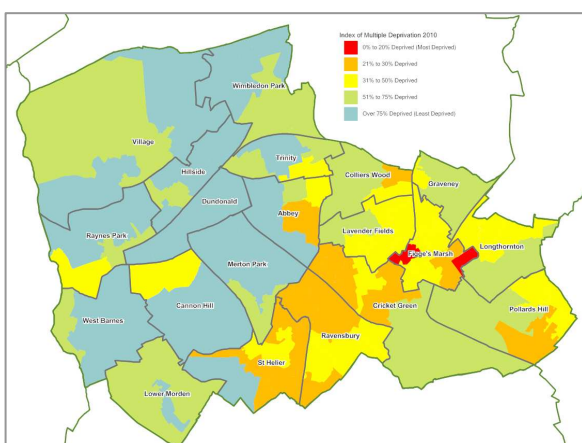 Index of Multiple Deprivation 2010
0% to 20% Deprived (Most Deprived)
21% to 30% Deprived
31% to 50% Deprived
51% to 75% Deprived
Over 75% Deprived (Least Deprived)
Wimbledon Park
Village
Trinity
Hillside
Colliers Wood
Graveney
Dundonald
Abbey
Raynes Park
Lavender Fields
Longthornton
Figge's Marsh
Merton Park
Cannon Hill
Cricket Green
Pollards Hill
West Barnes
Ravensbury
St Helier
Lower Morden